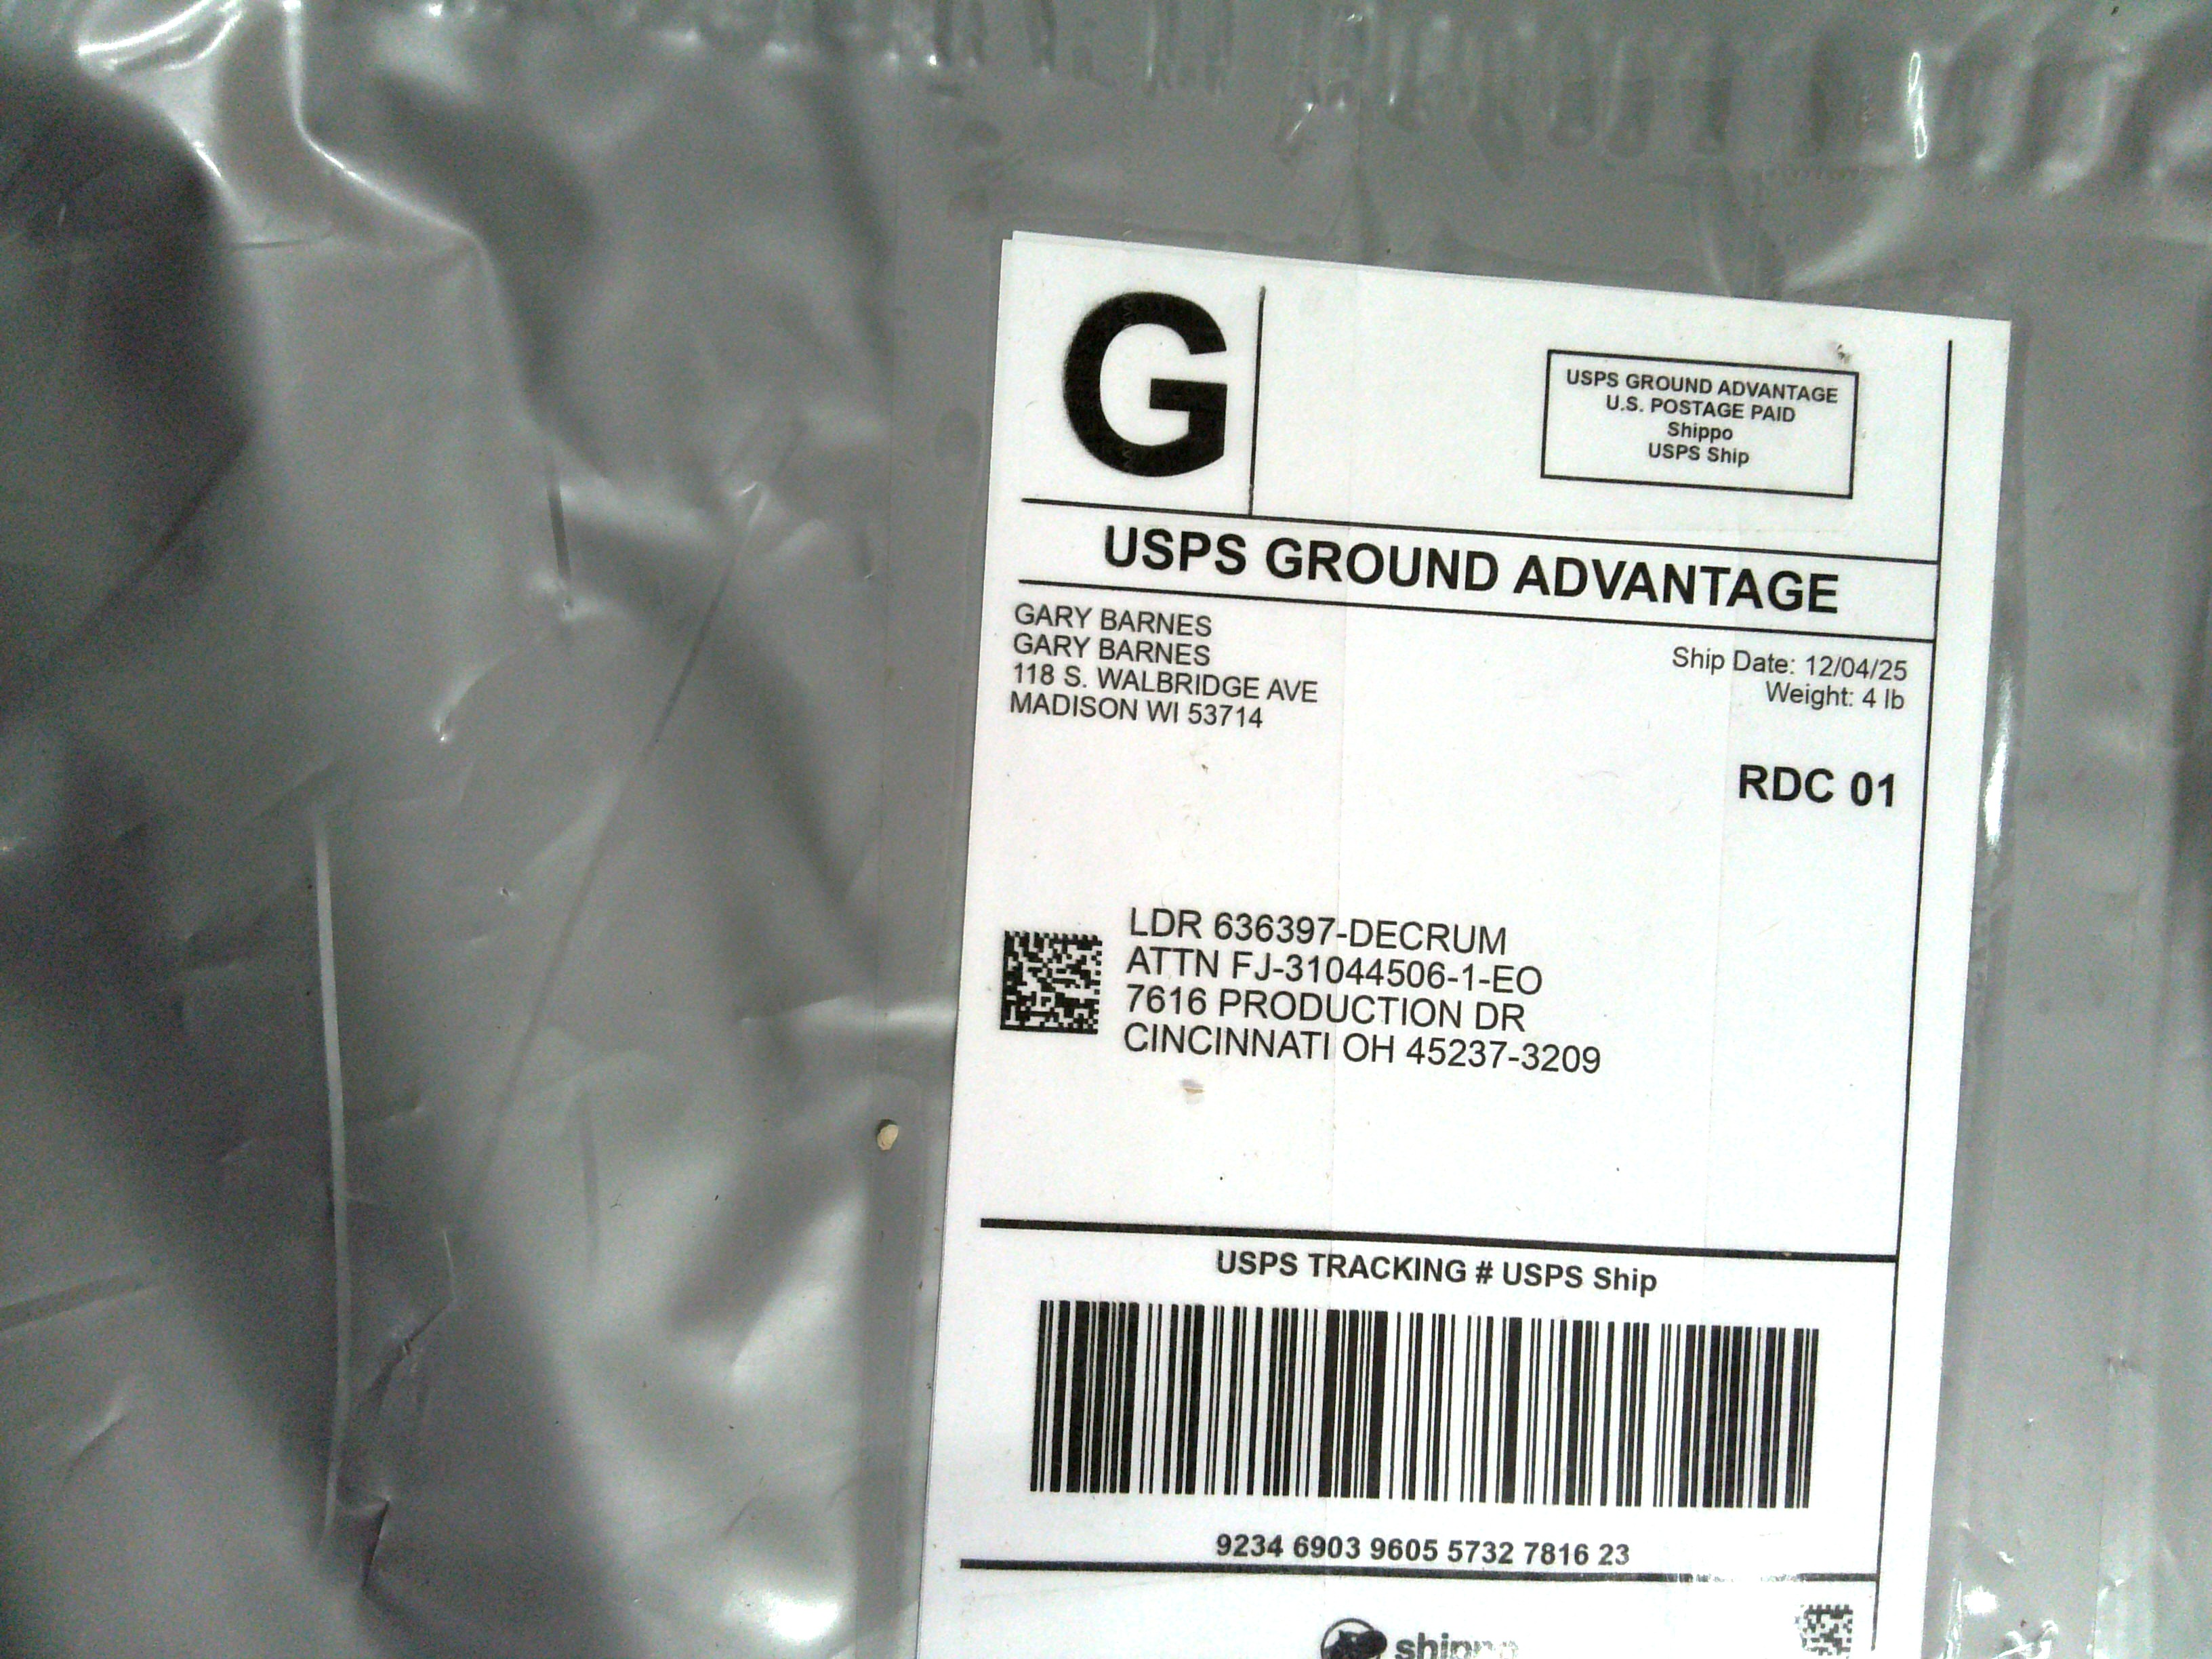 G
USPS GROUND ADVANTAGE
U.S. POSTAGE PAID
Shippo
USPS Ship
USPS GROUND ADVANTAGE
GARY BARNES
GARY BARNES
118 S. WALBRIDGE AVE
MADISON WI 53714
Ship Date: 12/04/25
Weight: 4 lb
RDC 01
LDR 636397-DECRUM
ATTN FJ-31044506-1-EO
7616 PRODUCTION DR
CINCINNATI OH 45237-3209
USPS TRACKING # USPS Ship
9234 6903 9605 5732 7816 23
shippo